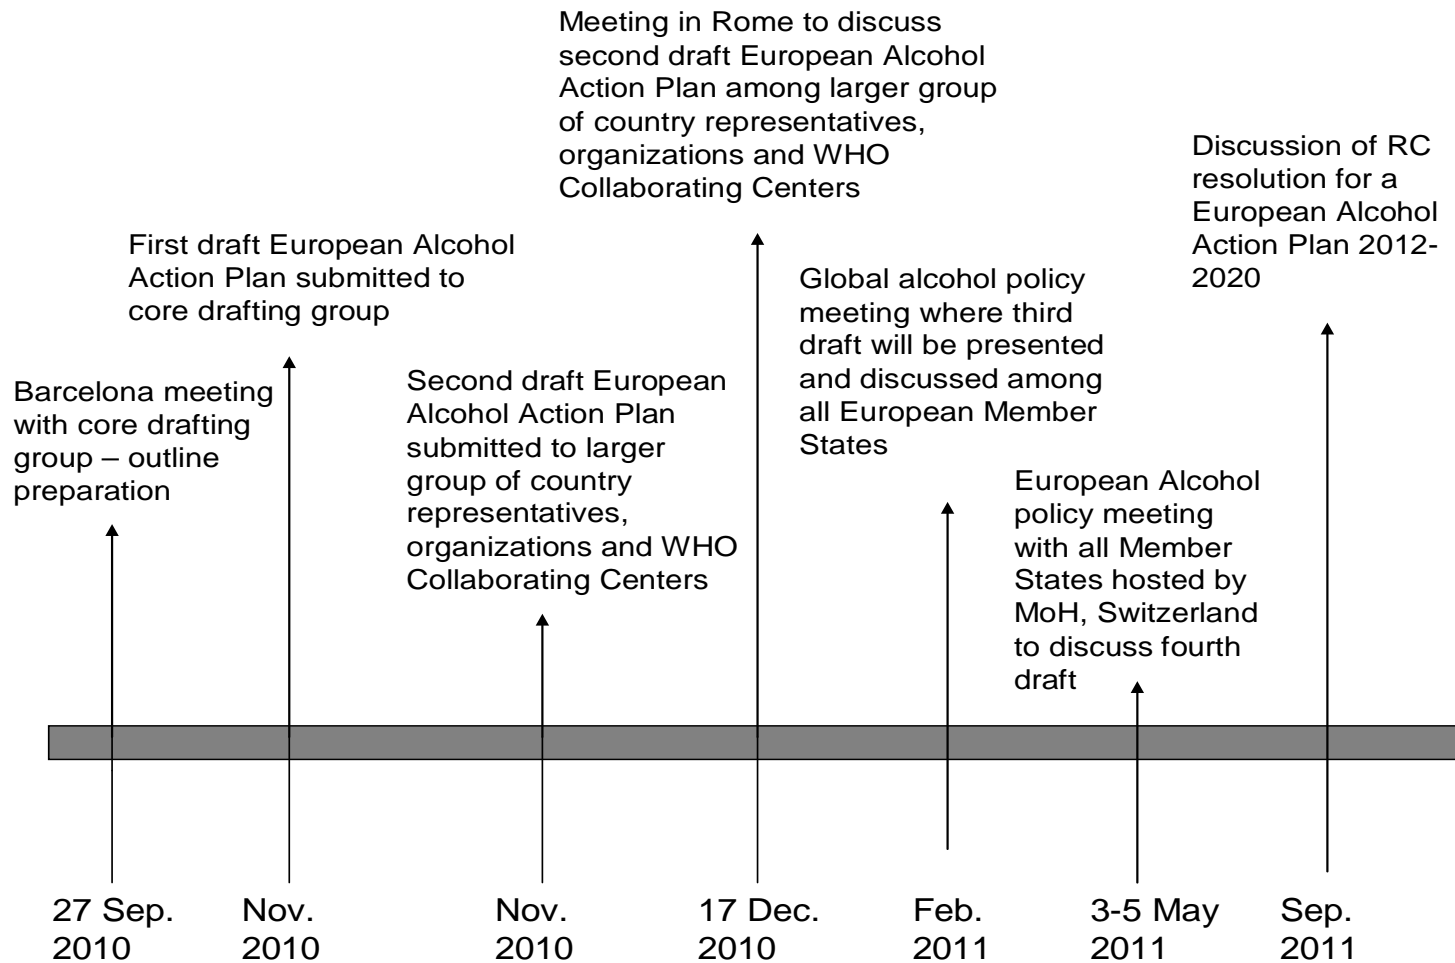 Meeting in Rome to discuss
second draft European Alcohol
Action Plan among larger group
of country representatives,
organizations and WHO
Collaborating Centers
Discussion of RC
resolution for a
European Alcohol
Action Plan 2012-
2020
First draft European Alcohol
Action Plan submitted to
core drafting group
Global alcohol policy
meeting where third
draft will be presented
and discussed among
all European Member
States
Barcelona meeting
with core drafting
group – outline
preparation
Second draft European
Alcohol Action Plan
submitted to larger
group of country
representatives,
organizations and WHO
Collaborating Centers
European Alcohol
policy meeting
with all Member
States hosted by
MoH, Switzerland
to discuss fourth
draft
27 Sep.
2010
Nov.
2010
Nov.
2010
17 Dec.
2010
Feb.
2011
3-5 May
2011
Sep.
2011